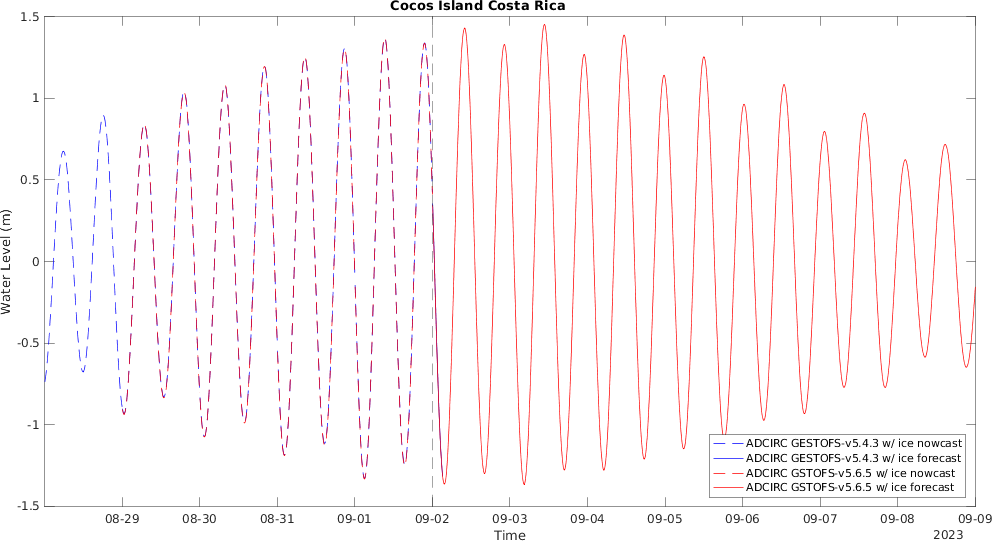 Cocos Island Costa Rica
1.5
1
0.5
0
-0.5
-1
-1.5
Water Level (m)
ADCIRC GESTOFS-v5.4.3 w/ ice nowcast
ADCIRC GESTOFS-v5.4.3 w/ ice forecast
ADCIRC GSTOFS-v5.6.5 w/ ice nowcast
ADCIRC GSTOFS-v5.6.5 w/ ice forecast
08-29 08-30 08-31 09-01 09-02 09-03 09-04 09-05 09-06 09-07 09-08 09-09
Time
2023